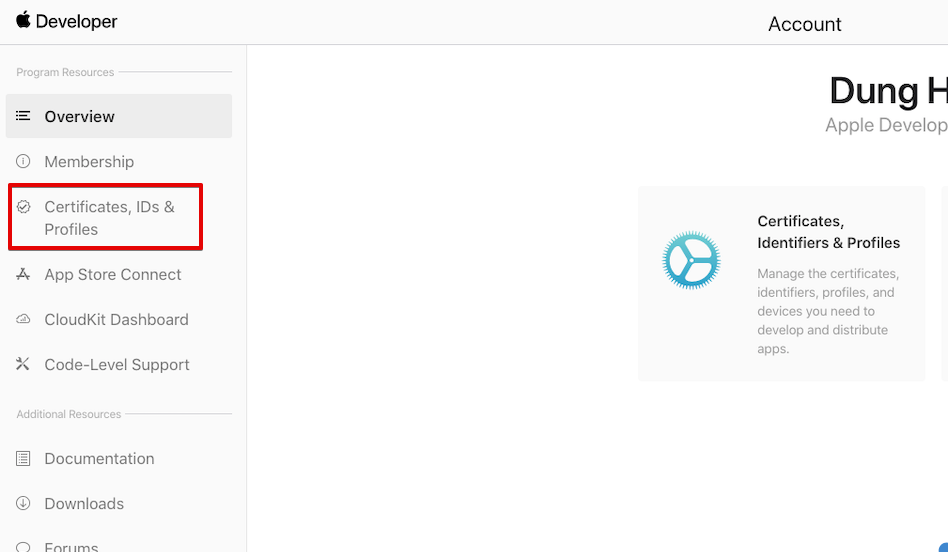 Developer
Account
Program Resources
Overview
Membership
Certificates, IDs &
Profiles
App Store Connect
CloudKit Dashboard
Code-Level Support
Additional Resources
Documentation
Downloads
Forums
Dung H
Apple Develop
Certificates,
Identifiers & Profiles
Manage the certificates,
identifiers, profiles, and
devices you need to
develop and distribute
apps.